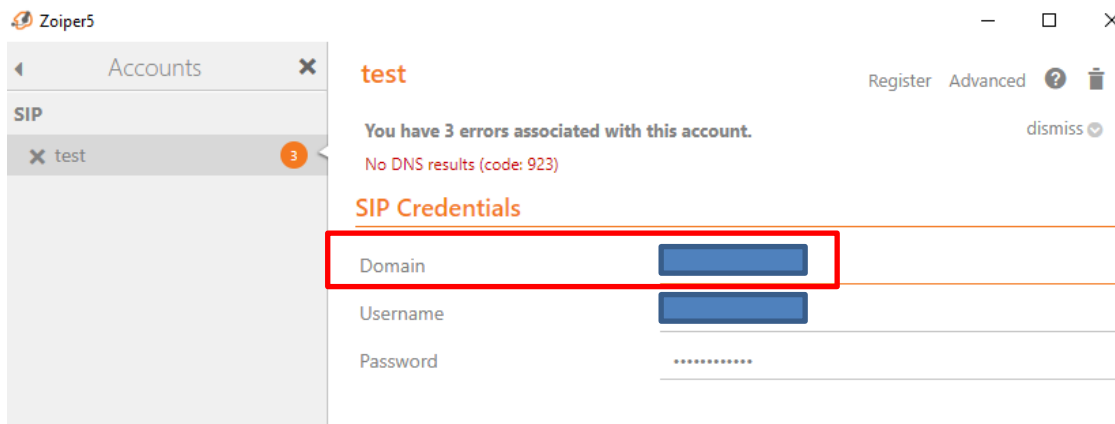 Zoiper5
Accounts
SIP
test
3
test
Register Advanced ?
You have 3 errors associated with this account.
dismiss
No DNS results (code: 923)
SIP Credentials
Domain
Username
Password ••••••••••••